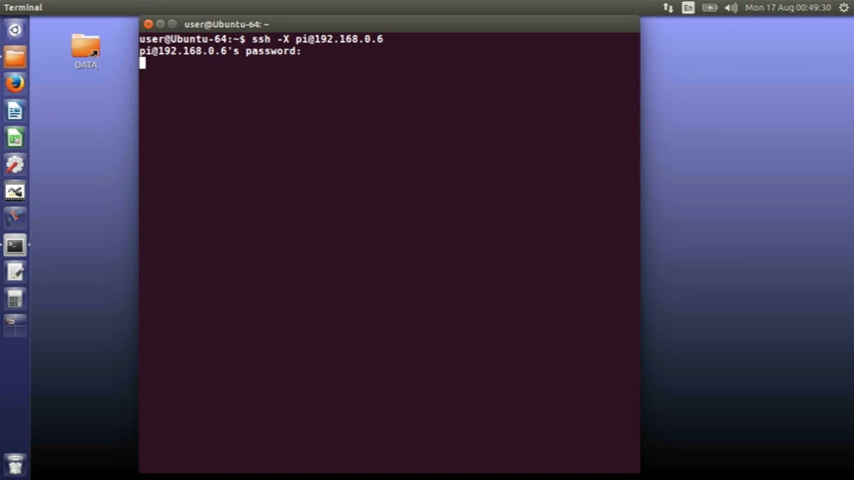 Terminal
En
Mon 17 Aug 00:49:30
user@Ubuntu-64: ~
DATA
user@Ubuntu-64:~$ ssh -X pi@192.168.0.6
pi@192.168.0.6's password: